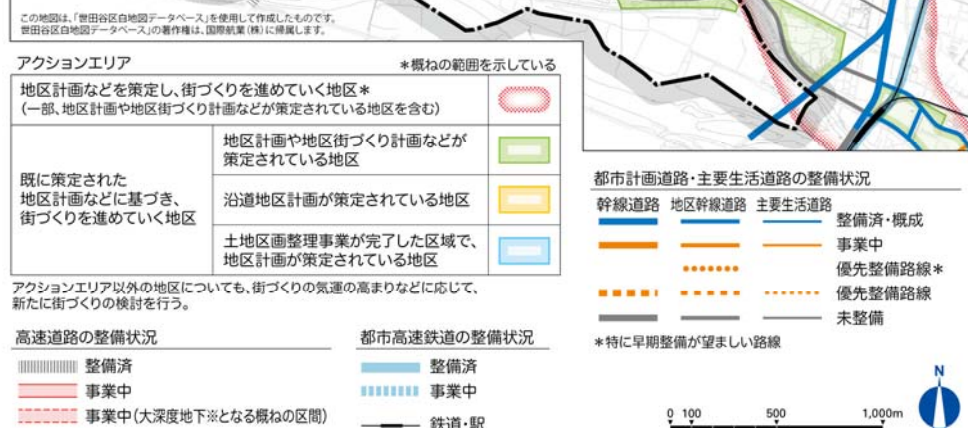 この地図は、「世田谷区白地図データベース」を使用して作成したものです。
世田谷区白地図データベース」の著作権は、国際航業(株)に帰属します。
アクションエリア
*概ねの範囲を示している
地区計画などを策定し、街づくりを進めていく地区*
(一部、地区計画や地区街づくり計画などが策定されている地区を含む)
既に策定された
地区計画などに基づき、
街づくりを進めていく地区
地区計画や地区街づくり計画などが
策定されている地区
沿道地区計画が策定されている地区
土地区画整理事業が完了した区域で、
地区計画が策定されている地区
アクションエリア以外の地区についても、街づくりの気運の高まりなどに応じて、
新たに街づくりの検討を行う。
高速道路の整備状況
整備済
事業中
事業中(大深度地下※となる概ねの区間)
都市高速鉄道の整備状況
整備済
事業中
鉄道・駅
都市計画道路・主要生活道路の整備状況
幹線道路 地区幹線道路 主要生活道路
整備済・概成
事業中
優先整備路線*
優先整備路線
未整備
*特に早期整備が望ましい路線
N
0 100 500 1,000m